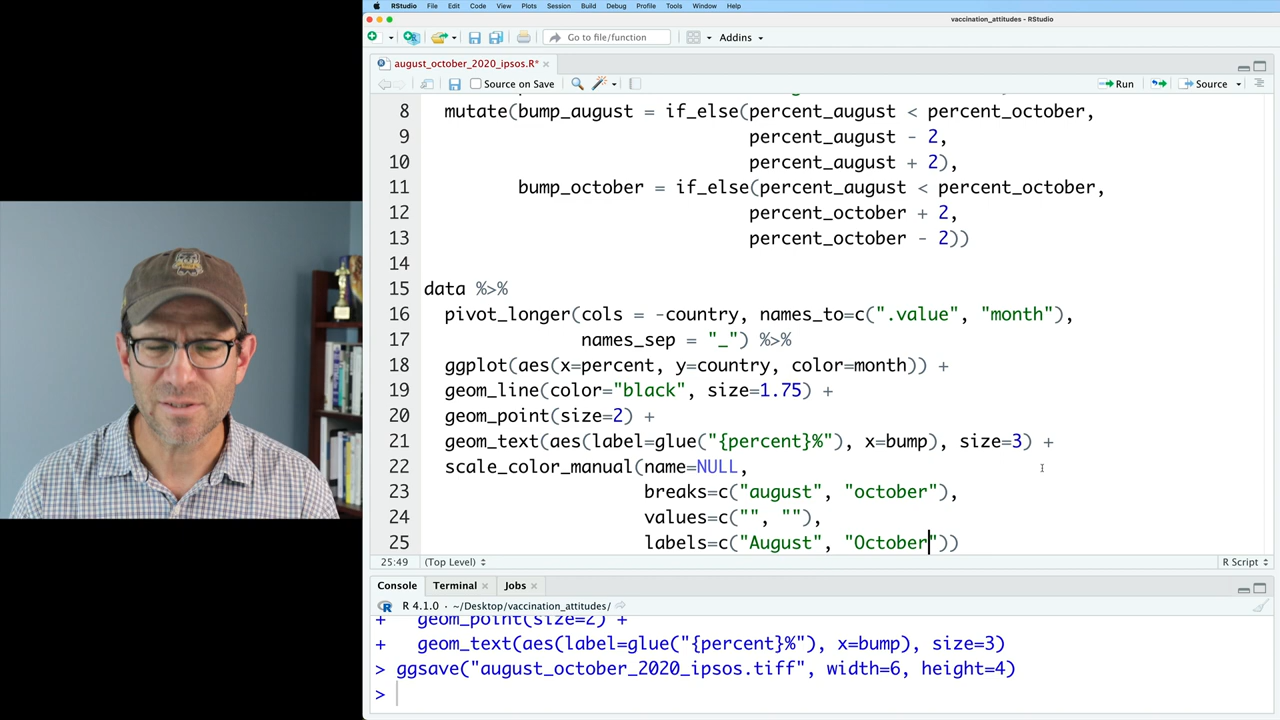 RStudio File Edit Code View Plots Session Build Debug Profile Tools Window Help
vaccination_attitudes - RStudio
Go to file/function Addins
august_october_2020_ipsos.R*
Source on Save Run Source
8 mutate(bump_august = if_else(percent_august < percent_october,
9 percent_august - 2,
10 percent_august + 2),
11 bump_october = if_else(percent_august < percent_october,
12 percent_october + 2,
13 percent_october - 2))
14
15 data %>%
16 pivot_longer(cols = -country, names_to=c(".value", "month"),
17 names_sep = "_") %>%
18 ggplot(aes(x=percent, y=country, color=month)) +
19 geom_line(color="black", size=1.75) +
20 geom_point(size=2) +
21 geom_text(aes(label=glue("{percent}%"), x=bump), size=3) +
22 scale_color_manual(name=NULL,
23 breaks=c("august", "october"),
24 values=c("", ""),
25 labels=c("August", "October"))
25:49 (Top Level) R Script
Console Terminal Jobs
R 4.1.0 · ~/Desktop/vaccination_attitudes/
+ geom_point(size=2) +
+ geom_text(aes(label=glue("{percent}%"), x=bump), size=3)
> ggsave("august_october_2020_ipsos.tiff", width=6, height=4)
>